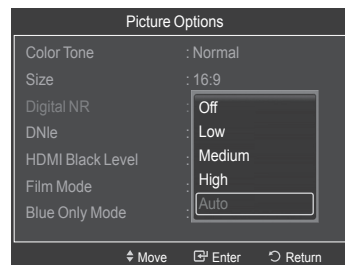 Picture Options
Color Tone : Normal
Size : 16:9
Digital NR : Off
DNIe : Low
HDMI Black Level : Medium
Film Mode : High
Blue Only Mode : Auto
Move Enter Return